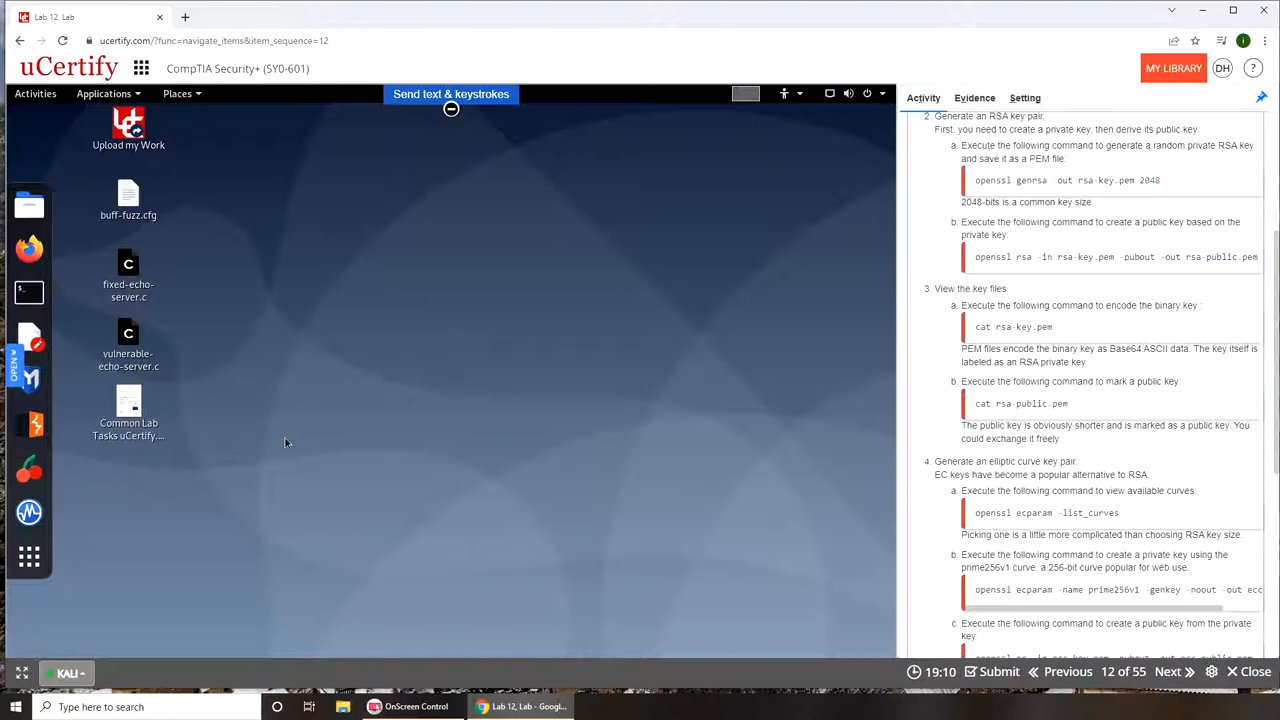 Lab 12, Lab
ucertify.com/?func=navigate_items&item_sequence=12
i
uCertify
CompTIA Security+ (SY0-601)
MY LIBRARY
DH
?
Activities
Applications
Places
Send text & keystrokes
Activity
Evidence
Setting
Upload my Work
buff-fuzz.cfg
C
fixed-echo-
server.c
C
vulnerable-
echo-server.c
Common Lab
Tasks uCertify....
OPEN
2. Generate an RSA key pair.
First, you need to create a private key, then derive its public key.
a. Execute the following command to generate a random private RSA key
and save it as a PEM file:
openssl genrsa out rsa-key.pem 2048
2048-bits is a common key size.
b. Execute the following command to create a public key based on the
private key:
openssl rsa -in rsa-key.pem -pubout -out rsa-public.pem
3. View the key files.
a. Execute the following command to encode the binary key :
cat rsa-key.pem
PEM files encode the binary key as Base64 ASCII data. The key itself is
labeled as an RSA private key.
b. Execute the following command to mark a public key:
cat rsa-public.pem
The public key is obviously shorter and is marked as a public key. You
could exchange it freely.
4. Generate an elliptic curve key pair.
EC keys have become a popular alternative to RSA.
a. Execute the following command to view available curves:
openssl ecparam -list_curves
Picking one is a little more complicated than choosing RSA key size.
b. Execute the following command to create a private key using the
prime256v1 curve, a 256-bit curve popular for web use.
openssl ecparam -name prime256v1 -genkey -noout -out ecc
c. Execute the following command to create a public key from the private
key
KALI
19:10
Submit
Previous
12 of 55
Next
Close
Type here to search
OnScreen Control
Lab 12, Lab - Googl...